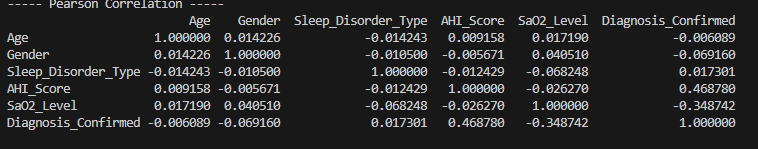 ----- Pearson Correlation -----
Age Gender Sleep_Disorder_Type AHI_Score SaO2_Level Diagnosis_Confirmed
Age 1.000000 0.014226 -0.014243 0.009158 0.017190 -0.006089
Gender 0.014226 1.000000 -0.010500 -0.005671 0.040510 -0.069160
Sleep_Disorder_Type -0.014243 -0.010500 1.000000 -0.012429 -0.068248 0.017301
AHI_Score 0.009158 -0.005671 -0.012429 1.000000 -0.026270 0.468780
SaO2_Level 0.017190 0.040510 -0.068248 -0.026270 1.000000 -0.348742
Diagnosis_Confirmed -0.006089 -0.069160 0.017301 0.468780 -0.348742 1.000000